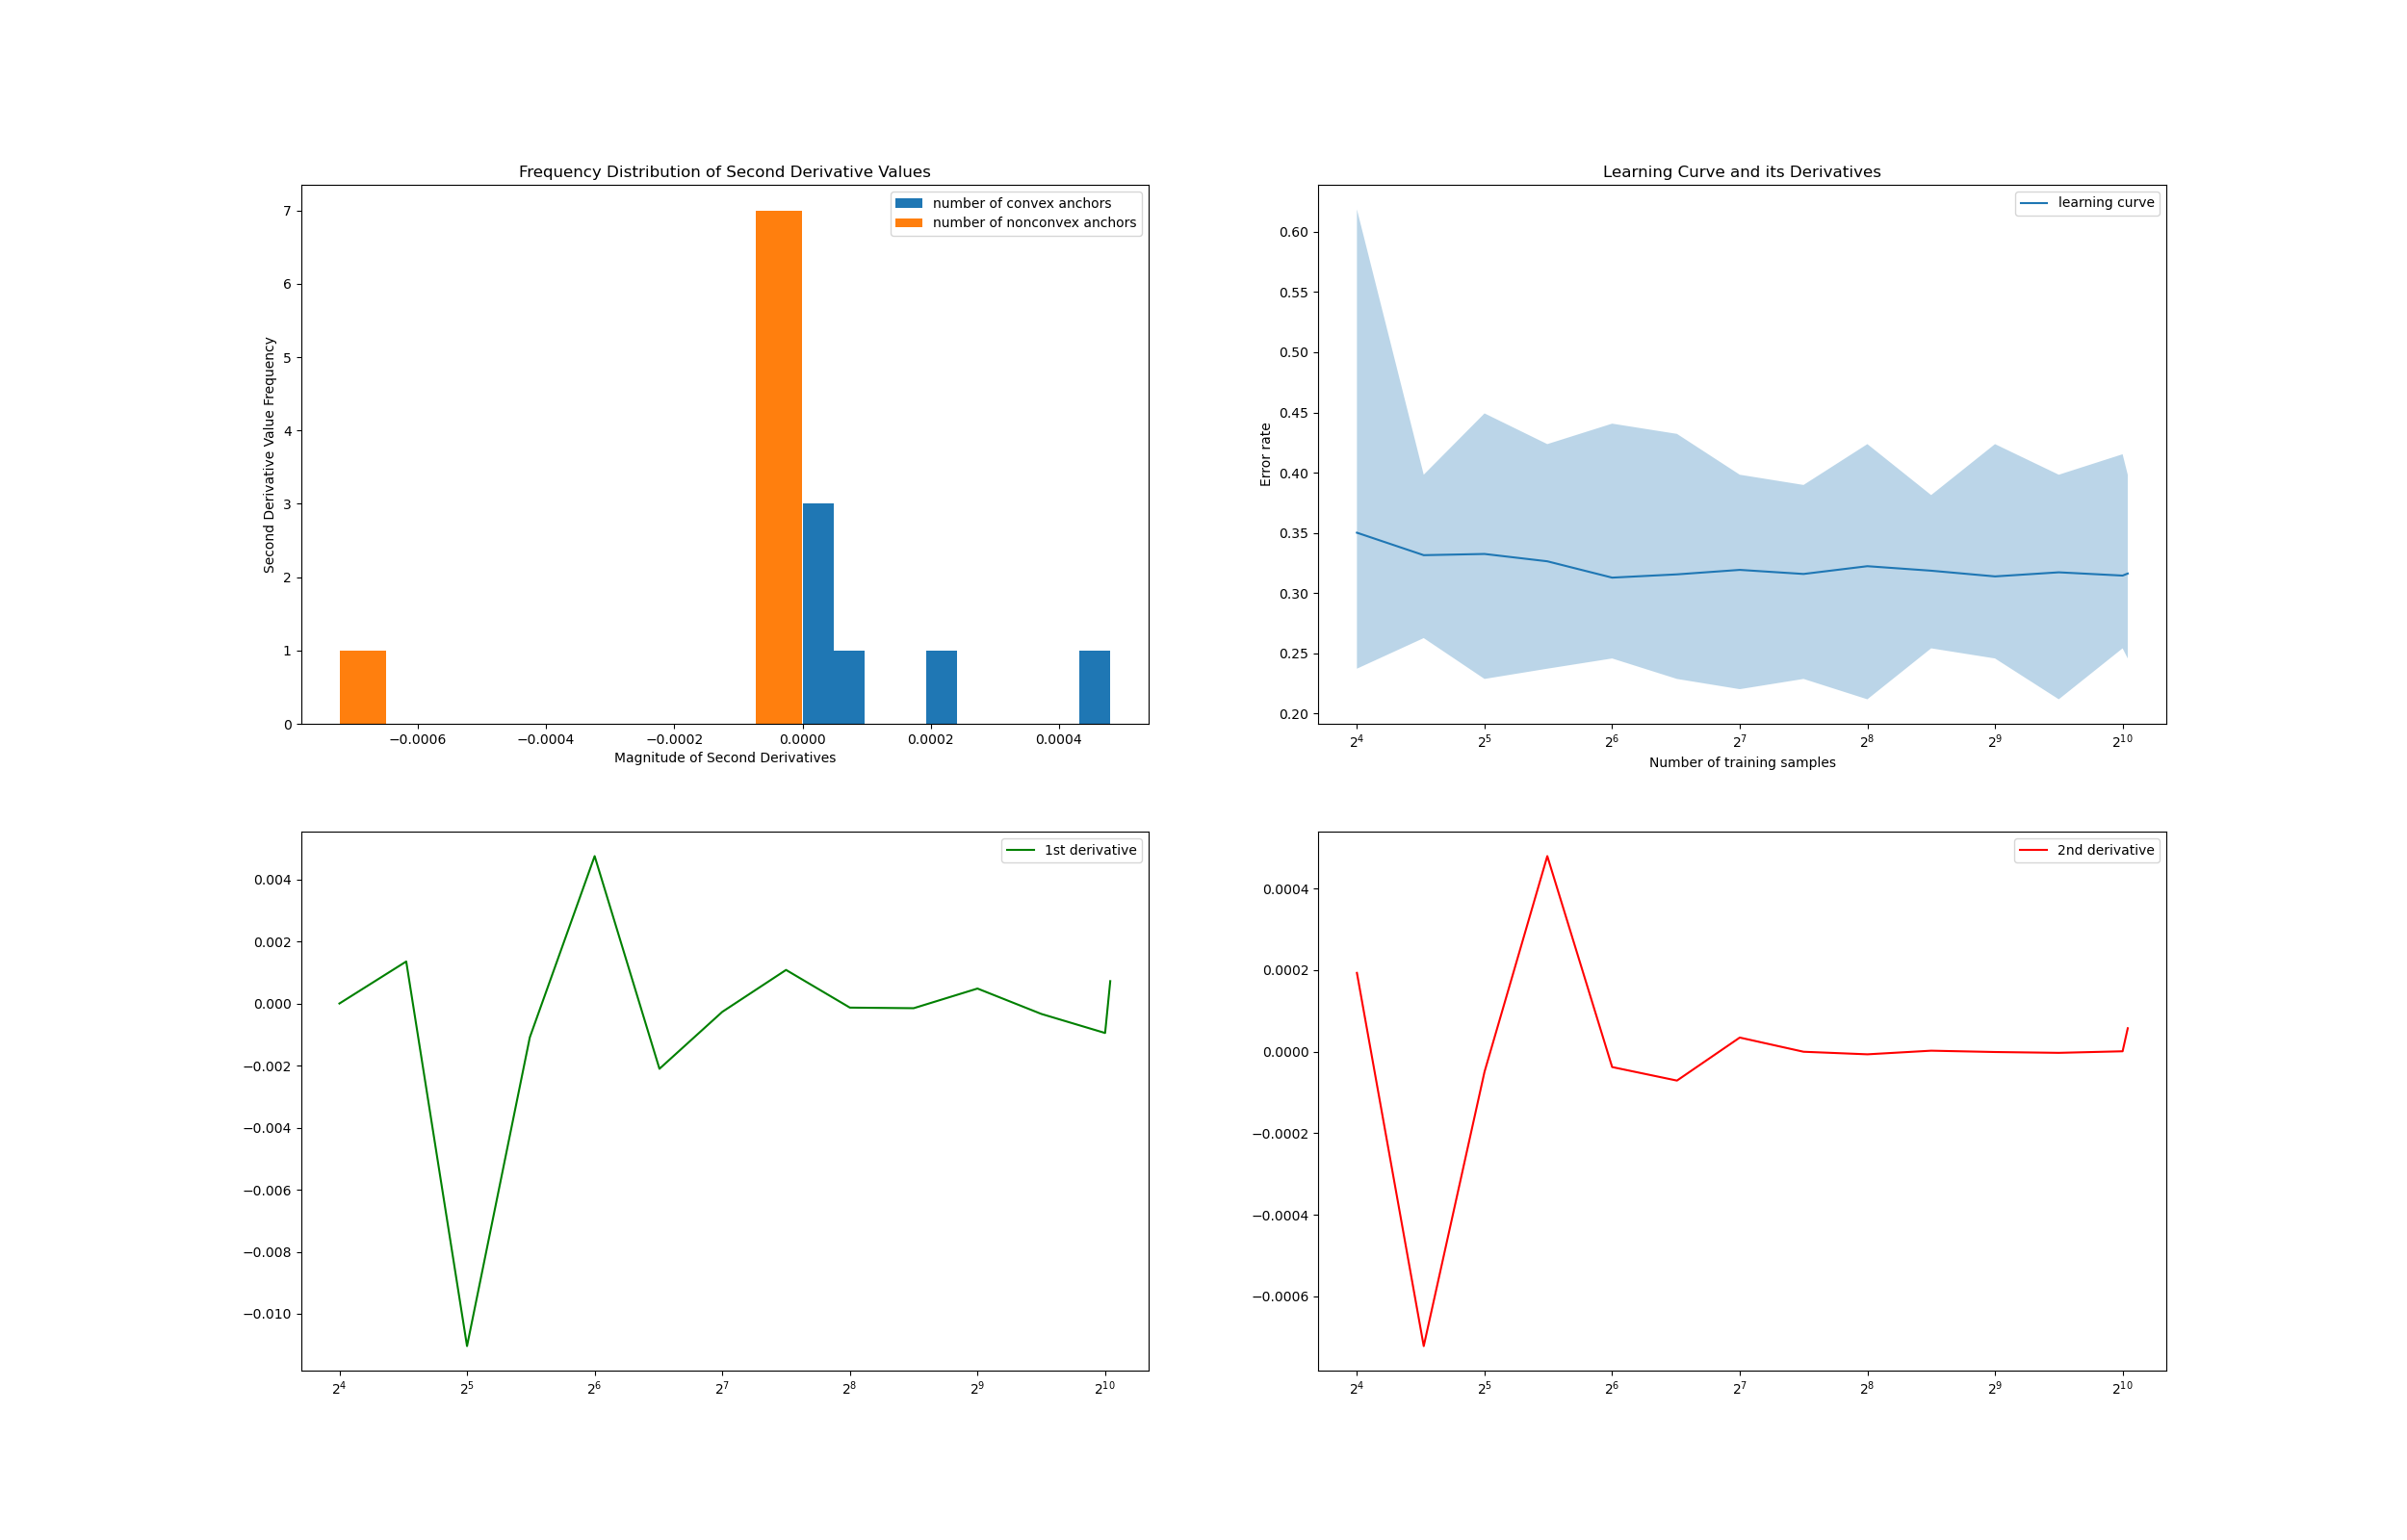 Frequency Distribution of Second Derivative Values
number of convex anchors
number of nonconvex anchors
Second Derivative Value Frequency
7
6
5
4
3
2
1
0
−0.0006 −0.0004 −0.0002 0.0000 0.0002 0.0004
Magnitude of Second Derivatives
Learning Curve and its Derivatives
learning curve
Error rate
0.60
0.55
0.50
0.45
0.40
0.35
0.30
0.25
0.20
2⁴ 2⁵ 2⁶ 2⁷ 2⁸ 2⁹ 2¹⁰
Number of training samples
1st derivative
0.004
0.002
0.000
−0.002
−0.004
−0.006
−0.008
−0.010
2⁴ 2⁵ 2⁶ 2⁷ 2⁸ 2⁹ 2¹⁰
2nd derivative
0.0004
0.0002
0.0000
−0.0002
−0.0004
−0.0006
2⁴ 2⁵ 2⁶ 2⁷ 2⁸ 2⁹ 2¹⁰